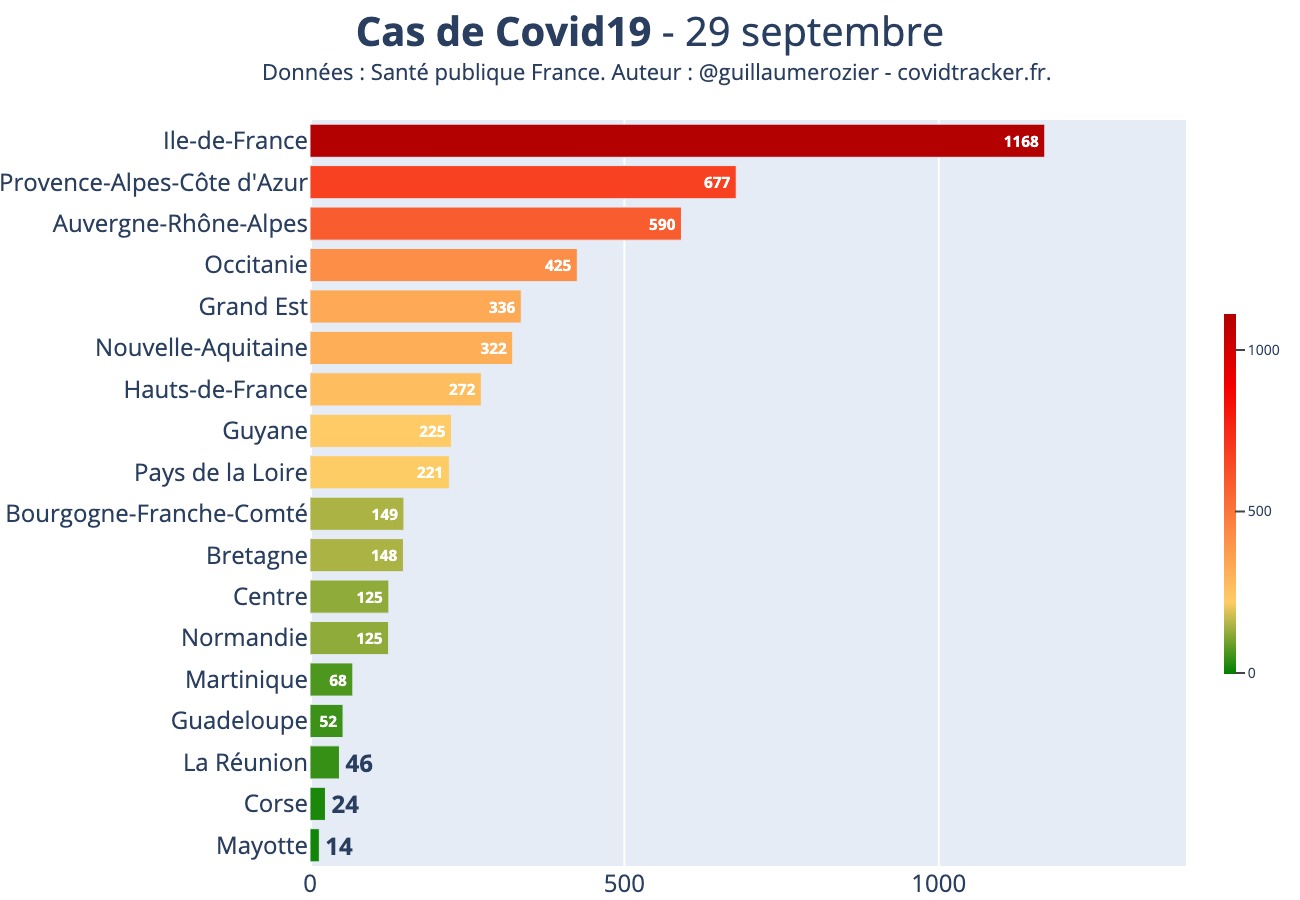 Cas de Covid19 - 29 septembre
Données : Santé publique France. Auteur : @guillaumerozier - covidtracker.fr.
Ile-de-France 1168
Provence-Alpes-Côte d'Azur 677
Auvergne-Rhône-Alpes 590
Occitanie 425
Grand Est 336
Nouvelle-Aquitaine 322
Hauts-de-France 272
Guyane 225
Pays de la Loire 221
Bourgogne-Franche-Comté 149
Bretagne 148
Centre 125
Normandie 125
Martinique 68
Guadeloupe 52
La Réunion 46
Corse 24
Mayotte 14
0 500 1000
1000
500
0